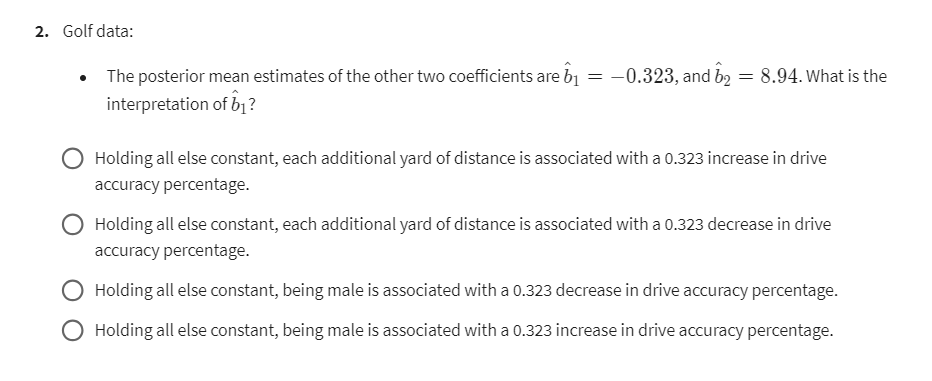 2. Golf data:
• The posterior mean estimates of the other two coefficients are b̂₁ = −0.323, and b̂₂ = 8.94. What is the
interpretation of b̂₁?
Holding all else constant, each additional yard of distance is associated with a 0.323 increase in drive
accuracy percentage.
Holding all else constant, each additional yard of distance is associated with a 0.323 decrease in drive
accuracy percentage.
Holding all else constant, being male is associated with a 0.323 decrease in drive accuracy percentage.
Holding all else constant, being male is associated with a 0.323 increase in drive accuracy percentage.